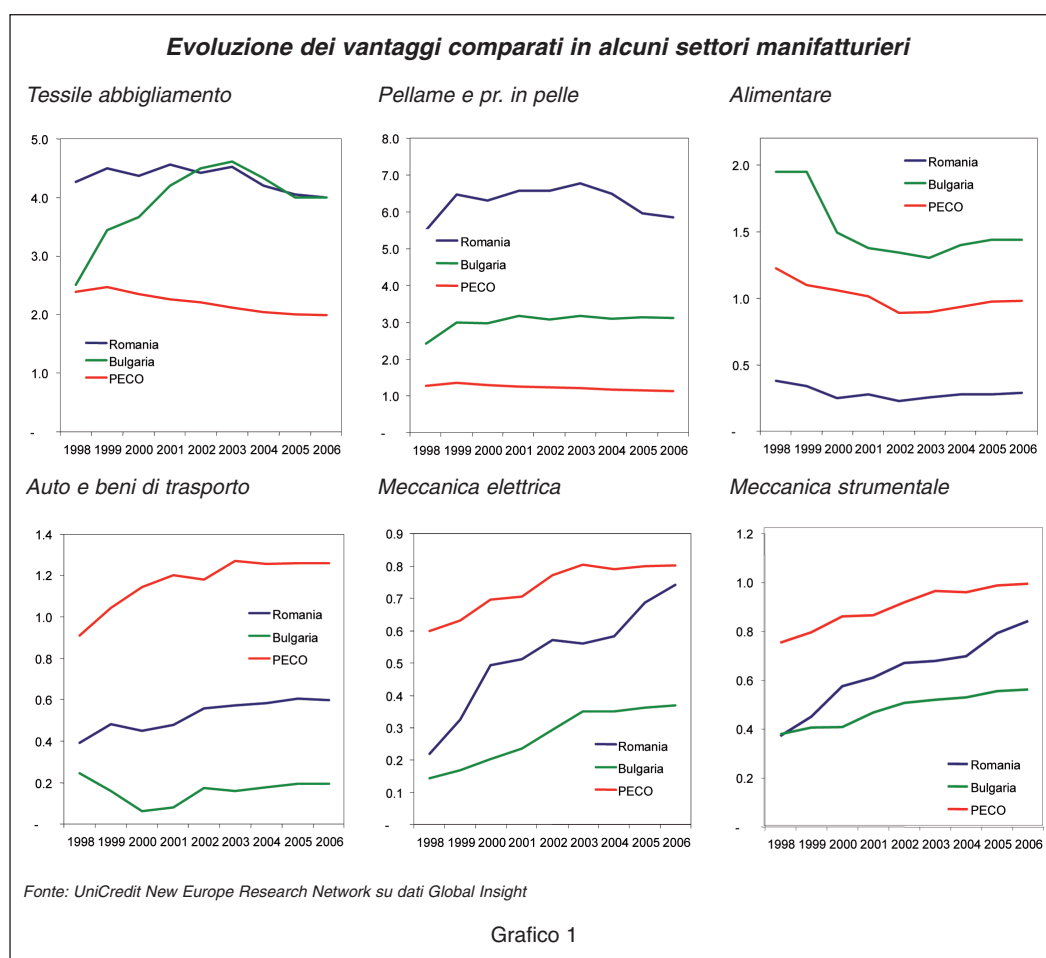 Evoluzione dei vantaggi comparati in alcuni settori manifatturieri
Tessile abbigliamento
5.0
4.0
3.0
2.0
1.0
-
Romania
Bulgaria
PECO
1998 1999 2000 2001 2002 2003 2004 2005 2006
Pellame e pr. in pelle
8.0
7.0
6.0
5.0
4.0
3.0
2.0
1.0
-
Romania
Bulgaria
PECO
1998 1999 2000 2001 2002 2003 2004 2005 2006
Alimentare
2.0
1.5
1.0
0.5
-
Romania
Bulgaria
PECO
1998 1999 2000 2001 2002 2003 2004 2005 2006
Auto e beni di trasporto
1.4
1.2
1.0
0.8
0.6
0.4
0.2
-
Romania
Bulgaria
PECO
1998 1999 2000 2001 2002 2003 2004 2005 2006
Meccanica elettrica
0.9
0.8
0.7
0.6
0.5
0.4
0.3
0.2
0.1
-
Romania
Bulgaria
PECO
1998 1999 2000 2001 2002 2003 2004 2005 2006
Meccanica strumentale
1.2
1.0
0.8
0.6
0.4
0.2
-
Romania
Bulgaria
PECO
1998 1999 2000 2001 2002 2003 2004 2005 2006
Fonte: UniCredit New Europe Research Network su dati Global Insight
Grafico 1